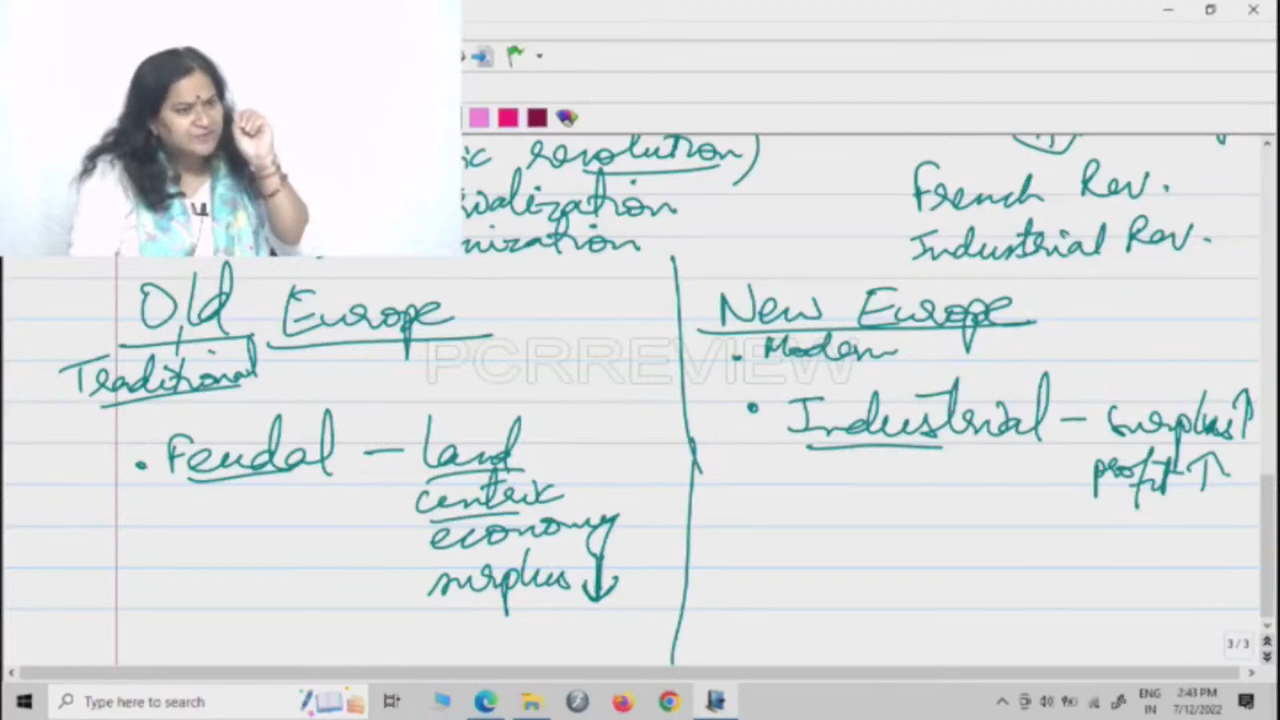 revolution)
French Rev.
nization
Industrial Rev.
Old Europe
New Europe
Traditional
• Modern
PCRREVIEW
• Feudal – land
centric
economy
surplus ↓
• Industrial – surplus ↑
profit ↑
3/3
Type here to search
ENG
IN
2:43 PM
7/12/2022